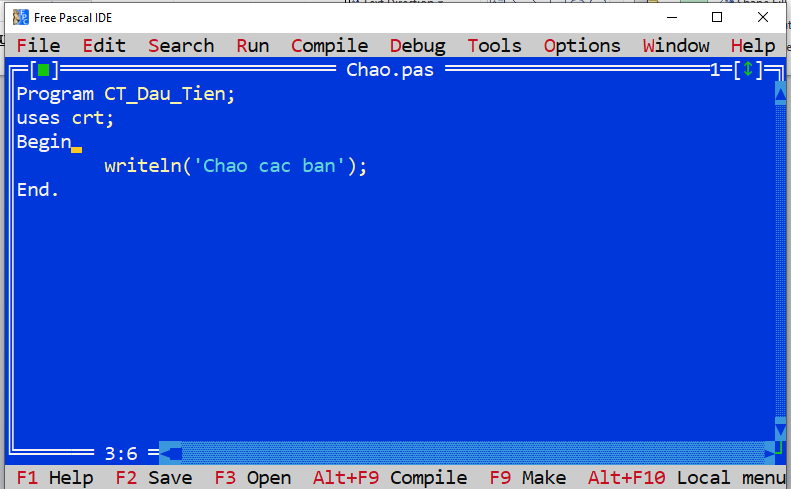 Free Pascal IDE
File Edit Search Run Compile Debug Tools Options Window Help
Chao.pas 1
Program CT_Dau_Tien;
uses crt;
Begin
writeln('Chao cac ban');
End.
3:6
F1 Help F2 Save F3 Open Alt+F9 Compile F9 Make Alt+F10 Local menu